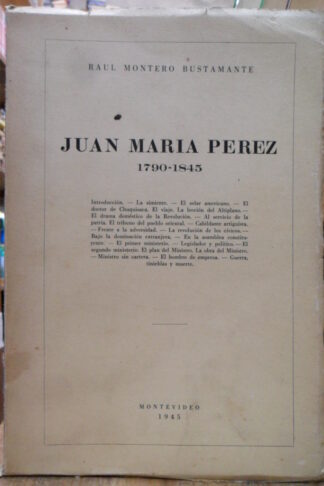 RAUL MONTERO BUSTAMANTE
JUAN MARIA PEREZ
1790-1845
Introducción. — La simiente. — El solar americano. — El
doctor de Chuquisaca. El viaje. La lección del Altiplano. —
El drama doméstico de la Revolución. — Al servicio de la
patria. El tribuno del pueblo oriental. — Cabildante artiguista.
— Frente a la adversidad. — La revolución de los cívicos. —
Bajo la dominación extranjera. — En la asamblea constitu-
yente. — El primer ministerio. — Legislador y político. — El
segundo ministerio. El plan del Ministro. La obra del Ministro.
— Ministro sin cartera. — El hombre de empresa. — Guerra,
tinieblas y muerte.
MONTEVIDEO
1945